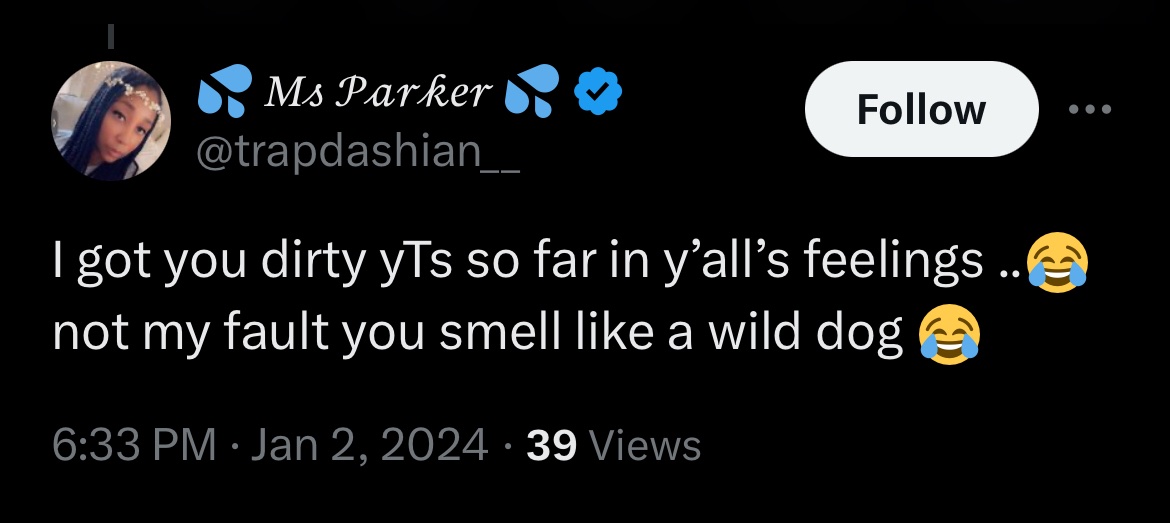 💦 𝓜𝓼 𝓟𝓪𝓻𝓴𝓮𝓻 💦
Follow
@trapdashian__
I got you dirty yTs so far in y’all’s feelings ..😂
not my fault you smell like a wild dog 😂
6:33 PM · Jan 2, 2024 · 39 Views